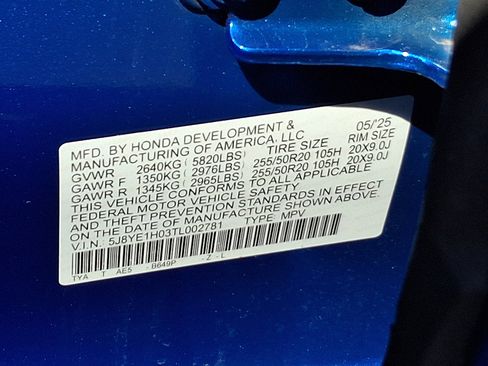 MFD. BY HONDA DEVELOPMENT & 05/'25
MANUFACTURING OF AMERICA, LLC
GVWR 2640KG ( 5820LBS) TIRE SIZE RIM SIZE
GAWR F 1350KG ( 2976LBS) 255/50R20 105H 20X9.0J
GAWR R 1345KG ( 2965LBS) 255/50R20 105H 20X9.0J
THIS VEHICLE CONFORMS TO ALL APPLICABLE
FEDERAL MOTOR VEHICLE SAFETY
AND THEFT PREVENTION STANDARDS IN EFFECT
ON THE DATE OF MANUFACTURE SHOWN ABOVE.
V.I.N.: 5J8YE1H03TL002781 TYPE: MPV
TYA T AE5 - B649P - Z - L